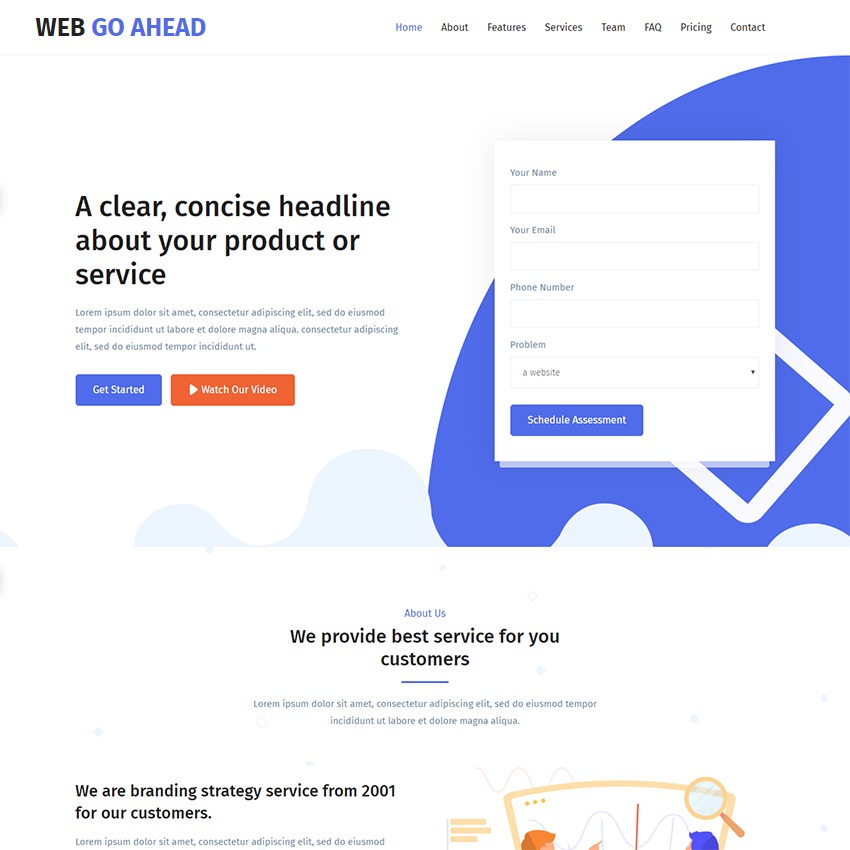 WEB GO AHEAD
Home About Features Services Team FAQ Pricing Contact
A clear, concise headline
about your product or
service
Lorem ipsum dolor sit amet, consectetur adipiscing elit, sed do eiusmod
tempor incididunt ut labore et dolore magna aliqua. consectetur adipiscing
elit, sed do eiusmod tempor incididunt ut.
Get Started
Watch Our Video
Your Name
Your Email
Phone Number
Problem
a website
Schedule Assessment
About Us
We provide best service for you
customers
Lorem ipsum dolor sit amet, consectetur adipiscing elit, sed do eiusmod tempor
incididunt ut labore et dolore magna aliqua.
We are branding strategy service from 2001
for our customers.
Lorem ipsum dolor sit amet, consectetur adipiscing elit, sed do eiusmod